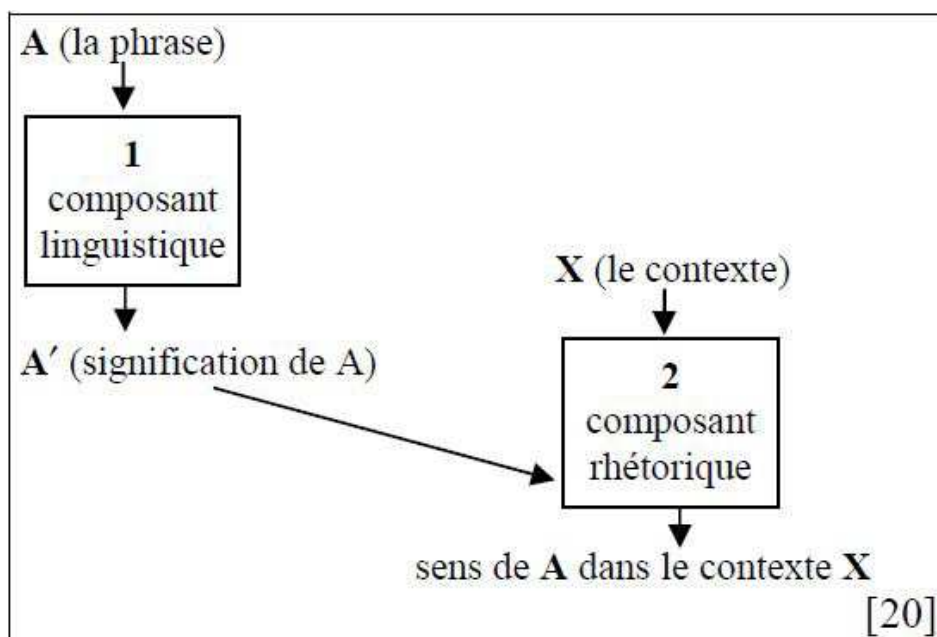 A (la phrase)
1
composant
linguistique
A′ (signification de A)
X (le contexte)
2
composant
rhétorique
sens de A dans le contexte X
[20]